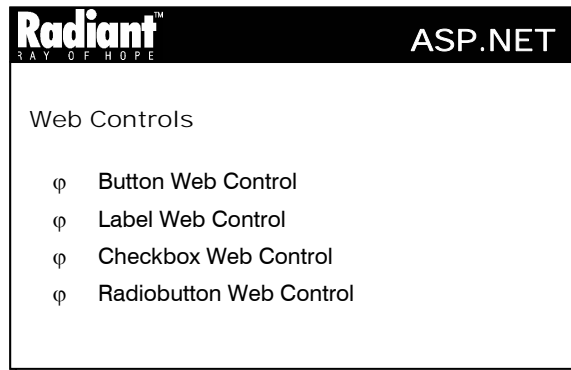 Radiant™
RAY OF HOPE
ASP.NET
Web Controls
φ Button Web Control
φ Label Web Control
φ Checkbox Web Control
φ Radiobutton Web Control